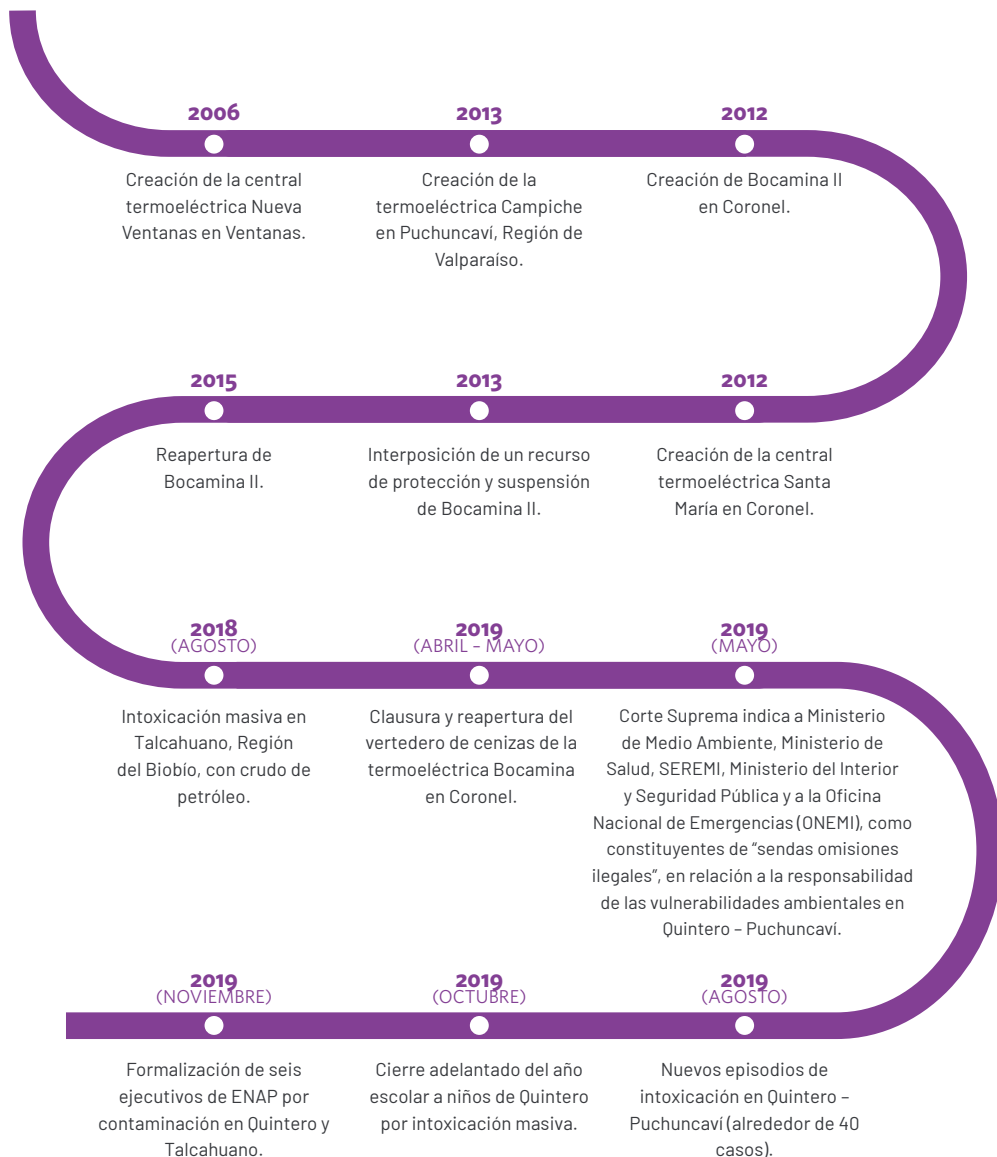 2006
Creación de la central
termoeléctrica Nueva
Ventanas en Ventanas.
2013
Creación de la
termoeléctrica Campiche
en Puchuncaví, Región de
Valparaíso.
2012
Creación de Bocamina II
en Coronel.
2012
Creación de la central
termoeléctrica Santa
María en Coronel.
2013
Interposición de un recurso
de protección y suspensión
de Bocamina II.
2015
Reapertura de
Bocamina II.
2018
(AGOSTO)
Intoxicación masiva en
Talcahuano, Región
del Biobío, con crudo de
petróleo.
2019
(ABRIL – MAYO)
Clausura y reapertura del
vertedero de cenizas de la
termoeléctrica Bocamina
en Coronel.
2019
(MAYO)
Corte Suprema indica a Ministerio
de Medio Ambiente, Ministerio de
Salud, SEREMI, Ministerio del Interior
y Seguridad Pública y a la Oficina
Nacional de Emergencias (ONEMI), como
constituyentes de “sendas omisiones
ilegales”, en relación a la responsabilidad
de las vulnerabilidades ambientales en
Quintero – Puchuncaví.
2019
(AGOSTO)
Nuevos episodios de
intoxicación en Quintero –
Puchuncaví (alrededor de 40
casos).
2019
(OCTUBRE)
Cierre adelantado del año
escolar a niños de Quintero
por intoxicación masiva.
2019
(NOVIEMBRE)
Formalización de seis
ejecutivos de ENAP por
contaminación en Quintero y
Talcahuano.